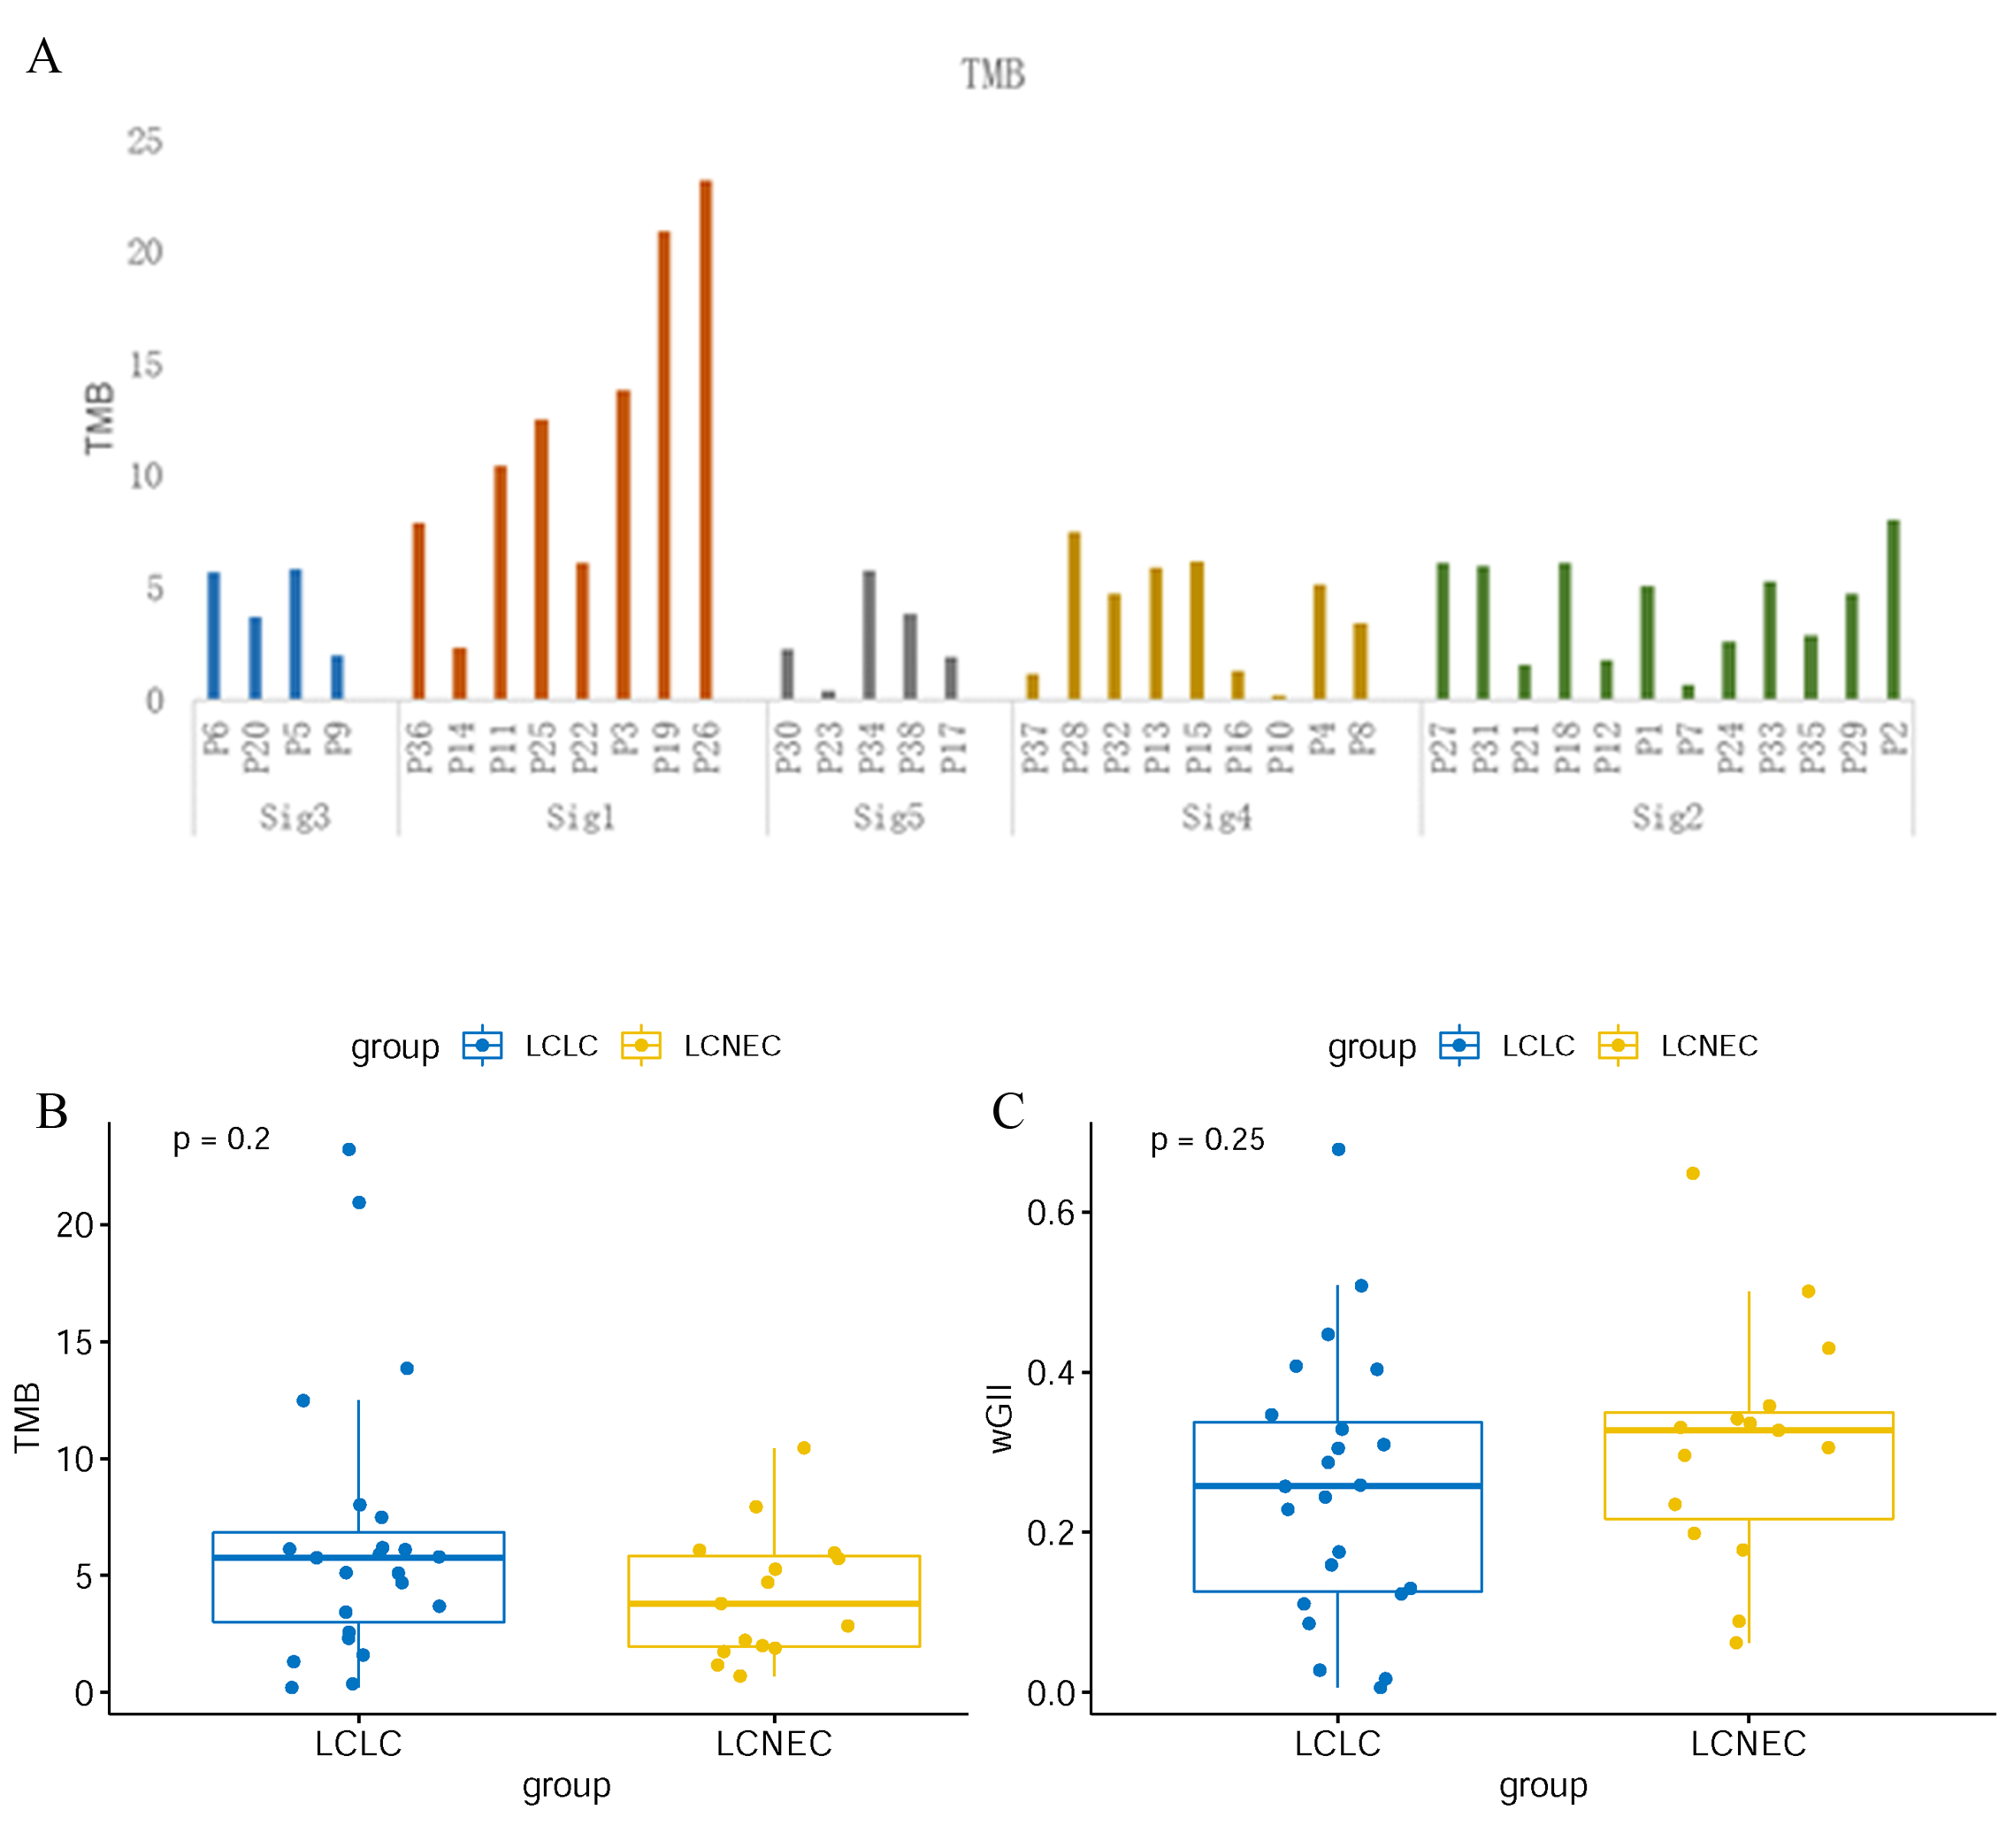 A
TMB
25
20
15
10
5
0
TMB
P6 P20 P5 P9 P36 P14 P11 P25 P22 P3 P19 P26 P30 P23 P34 P38 P17 P37 P28 P32 P13 P15 P16 P10 P4 P8 P27 P31 P21 P18 P12 P1 P7 P24 P33 P35 P29 P2
Sig3 Sig1 Sig5 Sig4 Sig2
group LCLC LCNEC
B
p = 0.2
20
15
10
5
0
TMB
LCLC LCNEC
group
group LCLC LCNEC
C
p = 0.25
0.6
0.4
0.2
0.0
wGII
LCLC LCNEC
group